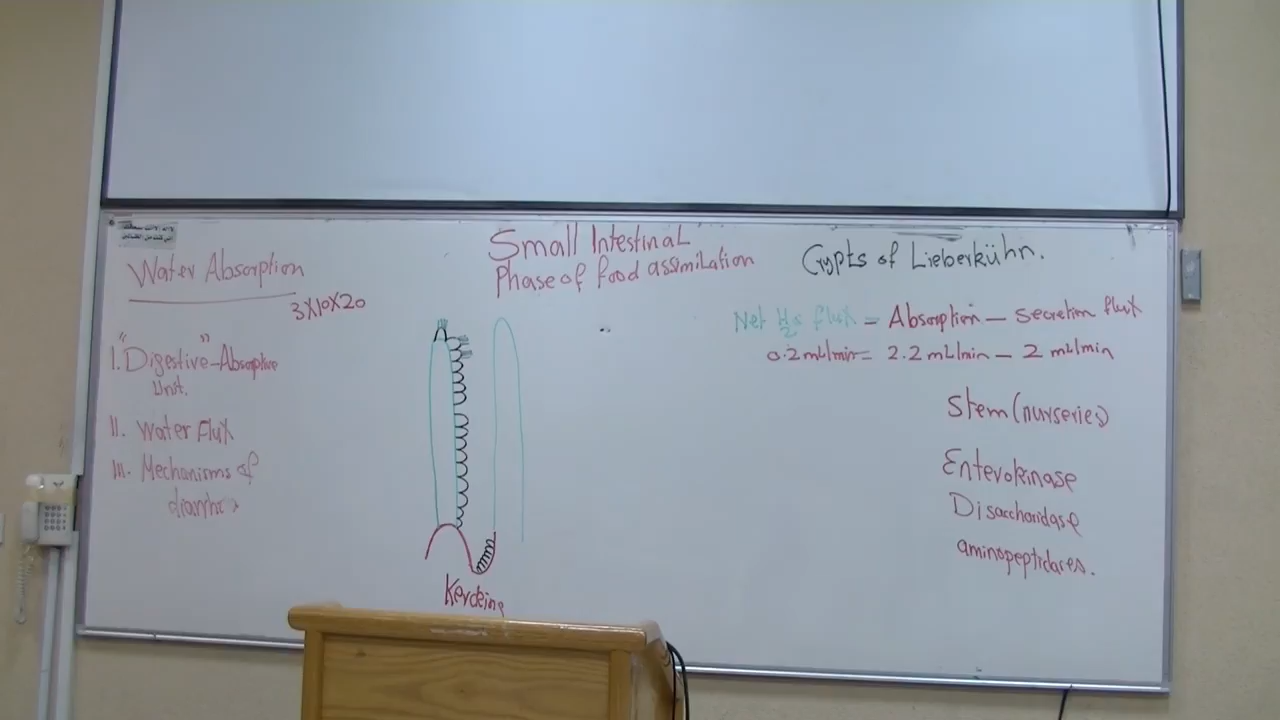 Water Absorption
3X10X20
I. "Digestive"-Absorptive
Unit.
II. Water Flux
III. Mechanisms of
Small Intestinal
Phase of food assimilation
Kerckring
Crypts of Lieberkühn.
Net H2O flux = Absorption – Secretion flux
0.2 mL/min = 2.2 mL/min – 2 mL/min
Stem (nurseries)
Enterokinase
Disaccharidase
aminopeptidases.